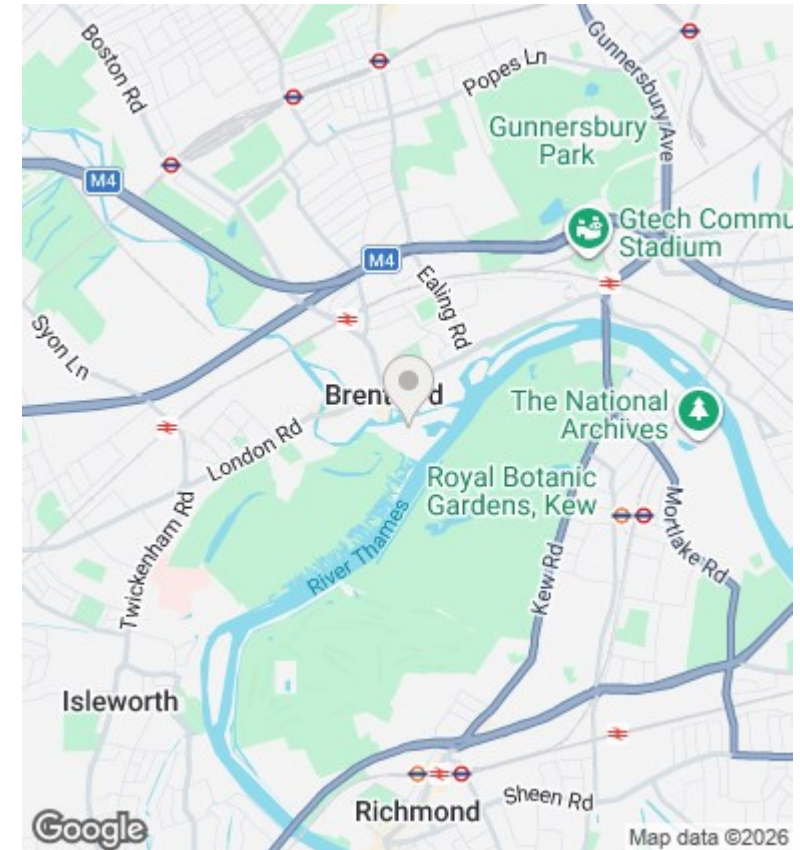 Boston Rd
Popes Ln
Gunnersbury Ave
Gunnersbury
Park
M4
Gtech Commu
Stadium
M4
Ealing Rd
Syon Ln
Brent d
The National
Archives
London Rd
Royal Botanic
Gardens, Kew
River Thames
Mortlake Rd
Twickenham Rd
Kew Rd
Isleworth
Richmond
Sheen Rd
Google
Map data ©2026